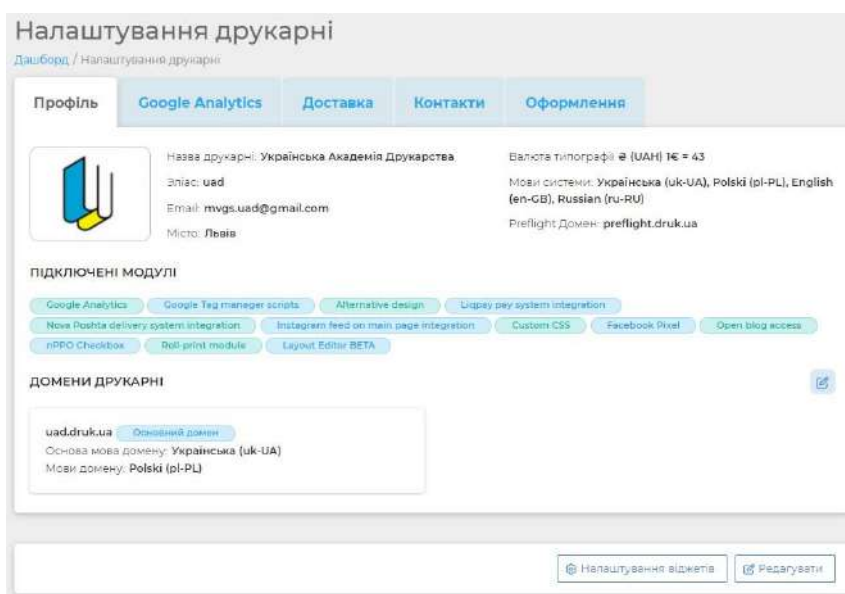 Налаштування друкарні
Дашборд / Налаштування друкарні
Профіль Google Analytics Доставка Контакти Оформлення
Назва друкарні: Українська Академія Друкарства
Эліас: uad
Email: mvgs.uad@gmail.com
Місто: Львів
Валюта типографії ₴ (UAH) 1€ = 43
Мови системи: Українська (uk-UA), Polski (pl-PL), English
(en-GB), Russian (ru-RU)
Preflight Домен: preflight.druk.ua
ПІДКЛЮЧЕНІ МОДУЛІ
Google Analytics Google Tag maneger scripts Alternative design Liqpay pay system integration
Nova Poshta delivery system integration Instagram feed on main page integration Custom CSS Facebook Pixel Open blog access
пРРО Checkbox Roll-print module Layout Editor BETA
ДОМЕНИ ДРУКАРНІ
uad.druk.ua Основний домен
Основа мова домену: Українська (uk-UA)
Мови домену: Polski (pl-PL)
Налаштування віджетів Редагувати